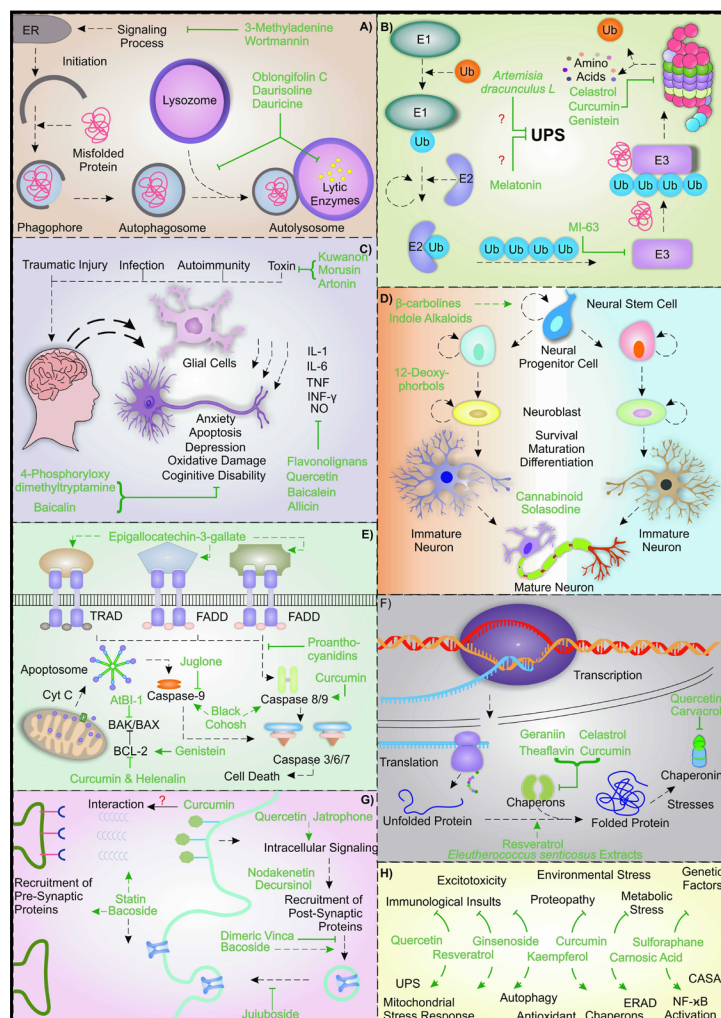 A)
ER
Signaling
Process
3-Methyladenine
Wortmannin
Initiation
Misfolded
Protein
Lysozome
Oblongifolin C
Daurisoline
Dauricine
Lytic
Enzymes
Phagophore
Autophagosome
Autolysosome
B)
E1
Ub
E1
Ub
E2
E2
Ub
Artemisia
dracunculus L
?
UPS
?
Melatonin
Ub
Amino
Acids
Celastrol
Curcumin
Genistein
E3
Ub
Ub
Ub
Ub
MI-63
Ub
Ub
Ub
Ub
E3
C)
Traumatic Injury
Infection
Autoimmunity
Toxin
Kuwanon
Morusin
Artonin
Glial Cells
IL-1
IL-6
TNF
INF-γ
NO
Anxiety
Apoptosis
Depression
Oxidative Damage
Coginitive Disability
4-Phosphoryloxy
dimethyltryptamine
Baicalin
Flavonolignans
Quercetin
Baicalein
Allicin
D)
β-carbolines
Indole Alkaloids
Neural Stem Cell
Neural
Progenitor Cell
12-Deoxy-
phorbols
Neuroblast
Survival
Maturation
Differentiation
Cannabinoid
Solasodine
Immature
Neuron
Immature
Neuron
Mature Neuron
E)
Epigallocatechin-3-gallate
TRAD
FADD
FADD
Apoptosome
Cyt C
AtBI-1
BAK/BAX
BCL-2
Curcumin & Helenalin
Juglone
Caspase-9
Black
Cohosh
Genistein
Proantho-
cyanidins
Curcumin
Caspase 8/9
Caspase 3/6/7
Cell Death
F)
Transcription
Translation
Unfolded Protein
Geraniin
Theaflavin
Celastrol
Curcumin
Chaperons
Folded Protein
Quercetin
Carvacrol
Chaperonin
Stresses
Resveratrol
Eleutherococcus senticosus Extracts
G)
Interaction
?
Curcumin
Quercetin
Jatrophone
Intracellular Signaling
Nodakenetin
Decursinol
Recruitment of
Pre-Synaptic
Proteins
Statin
Bacoside
Recruitment of
Post-Synaptic
Proteins
Dimeric Vinca
Bacoside
Jujuboside
H)
Excitotoxicity
Environmental Stress
Genetic
Factors
Immunological Insults
Proteopathy
Metabolic
Stress
Quercetin
Resveratrol
Ginsenoside
Kaempferol
Curcumin
Sulforaphane
Carnosic Acid
UPS
Mitochondrial
Stress Response
Autophagy
Antioxidant
ERAD
Chaperons
CASA
NF-κB
Activation